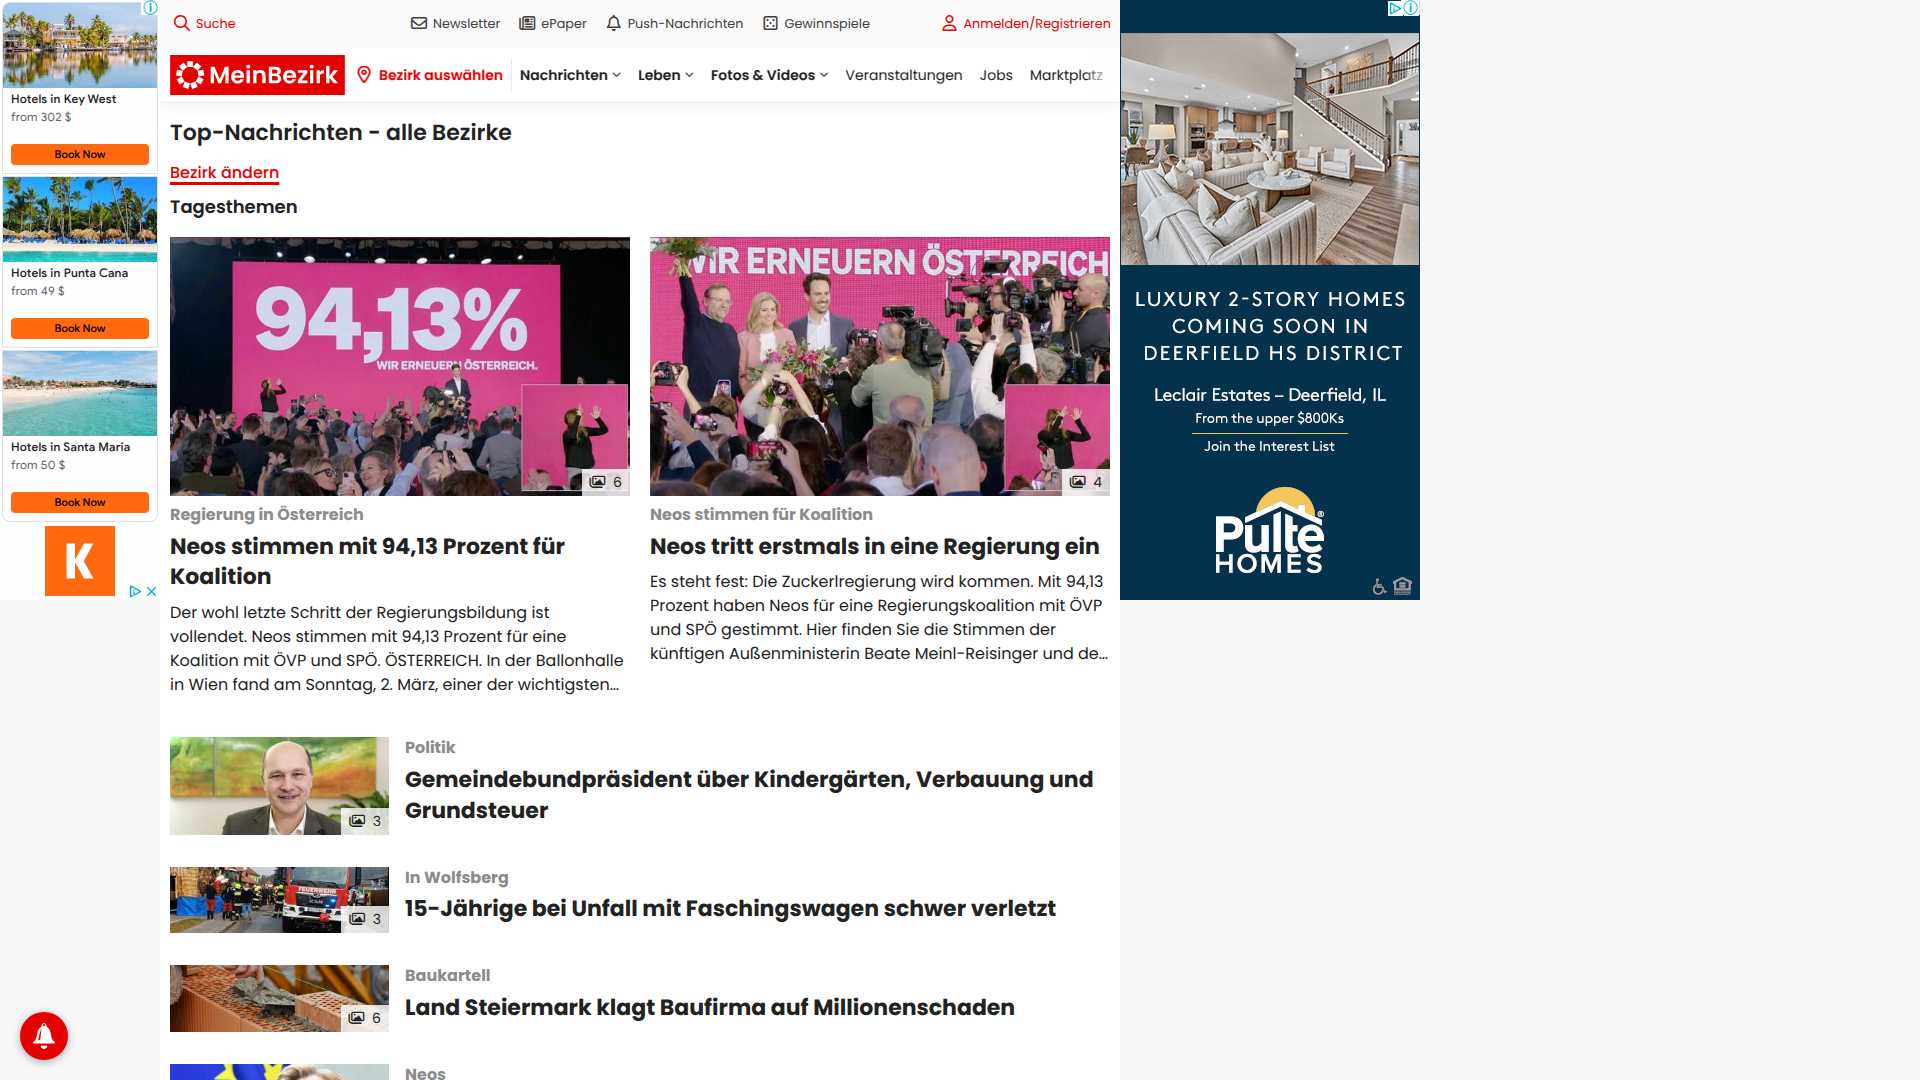 Suche
Newsletter
ePaper
Push-Nachrichten
Gewinnspiele
Anmelden/Registrieren
MeinBezirk
Bezirk auswählen
Nachrichten
Leben
Fotos & Videos
Veranstaltungen
Jobs
Marktplatz
Top-Nachrichten - alle Bezirke
Bezirk ändern
Tagesthemen
94,13%
WIR ERNEUERN ÖSTERREICH.
6
Regierung in Österreich
Neos stimmen mit 94,13 Prozent für
Koalition
Der wohl letzte Schritt der Regierungsbildung ist
vollendet. Neos stimmen mit 94,13 Prozent für eine
Koalition mit ÖVP und SPÖ. ÖSTERREICH. In der Ballonhalle
in Wien fand am Sonntag, 2. März, einer der wichtigsten...
WIR ERNEUERN ÖSTERREICH
4
Neos stimmen für Koalition
Neos tritt erstmals in eine Regierung ein
Es steht fest: Die Zuckerlregierung wird kommen. Mit 94,13
Prozent haben Neos für eine Regierungskoalition mit ÖVP
und SPÖ gestimmt. Hier finden Sie die Stimmen der
künftigen Außenministerin Beate Meinl-Reisinger und de...
3
Politik
Gemeindebundpräsident über Kindergärten, Verbauung und
Grundsteuer
FEUERWEHR
3
In Wolfsberg
15-Jährige bei Unfall mit Faschingswagen schwer verletzt
6
Baukartell
Land Steiermark klagt Baufirma auf Millionenschaden
Neos
Hotels in Key West
from 302 $
Book Now
Hotels in Punta Cana
from 49 $
Book Now
Hotels in Santa Maria
from 50 $
Book Now
K
LUXURY 2-STORY HOMES
COMING SOON IN
DEERFIELD HS DISTRICT
Leclair Estates – Deerfield, IL
From the upper $800Ks
Join the Interest List
Pulte®
HOMES